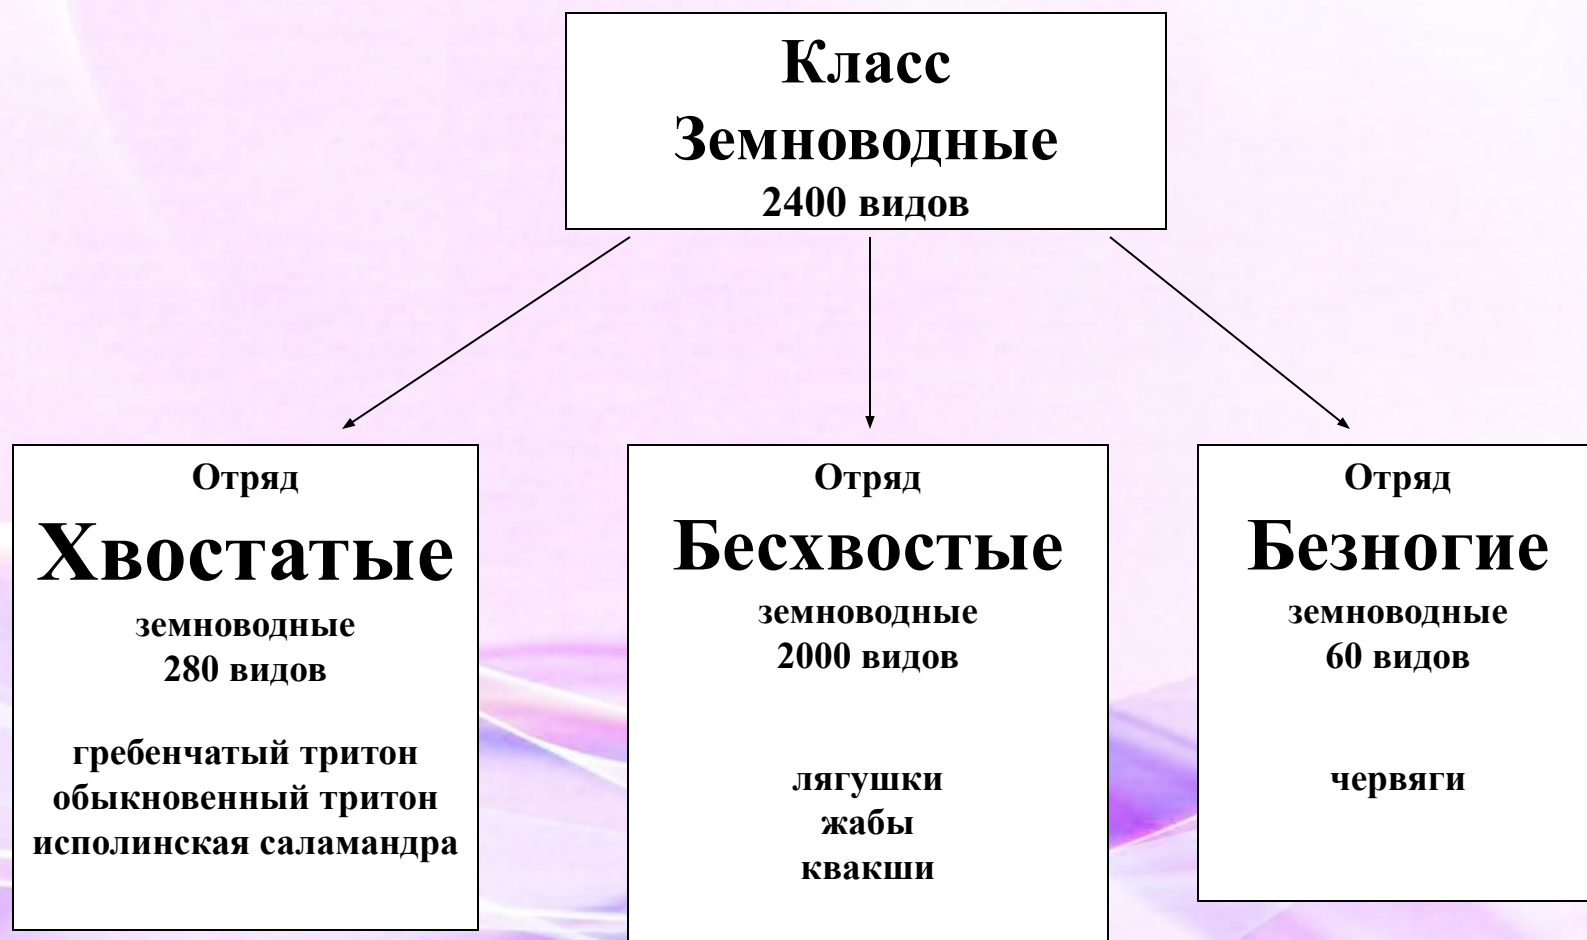 Класс
Земноводные
2400 видов
Отряд
Хвостатые
земноводные
280 видов
гребенчатый тритон
обыкновенный тритон
исполинская саламандра
Отряд
Бесхвостые
земноводные
2000 видов
лягушки
жабы
квакши
Отряд
Безногие
земноводные
60 видов
червяги